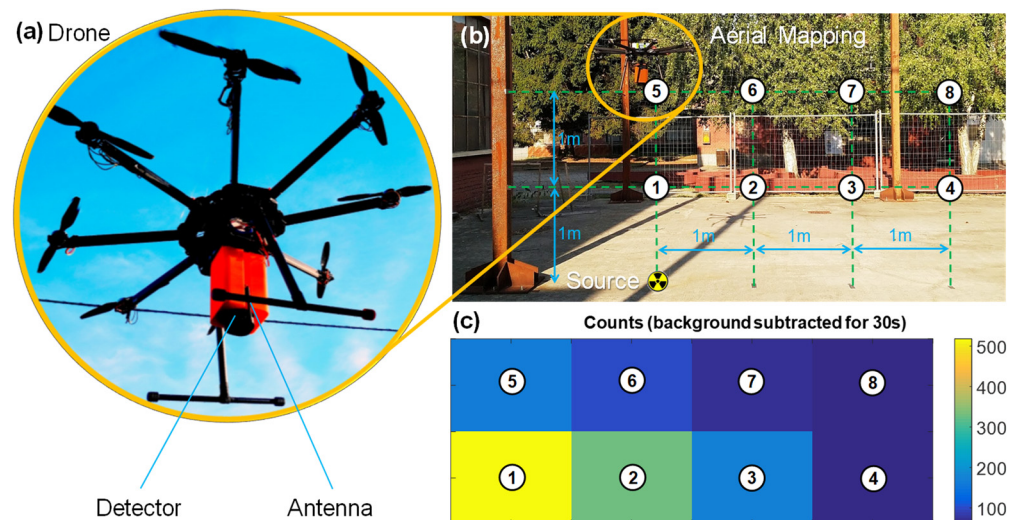 (a) Drone
Detector
Antenna
(b)
Aerial Mapping
5
6
7
8
1m
1
2
3
4
1m
1m
1m
1m
Source
(c)
Counts (background subtracted for 30s)
5
6
7
8
1
2
3
4
500
400
300
200
100